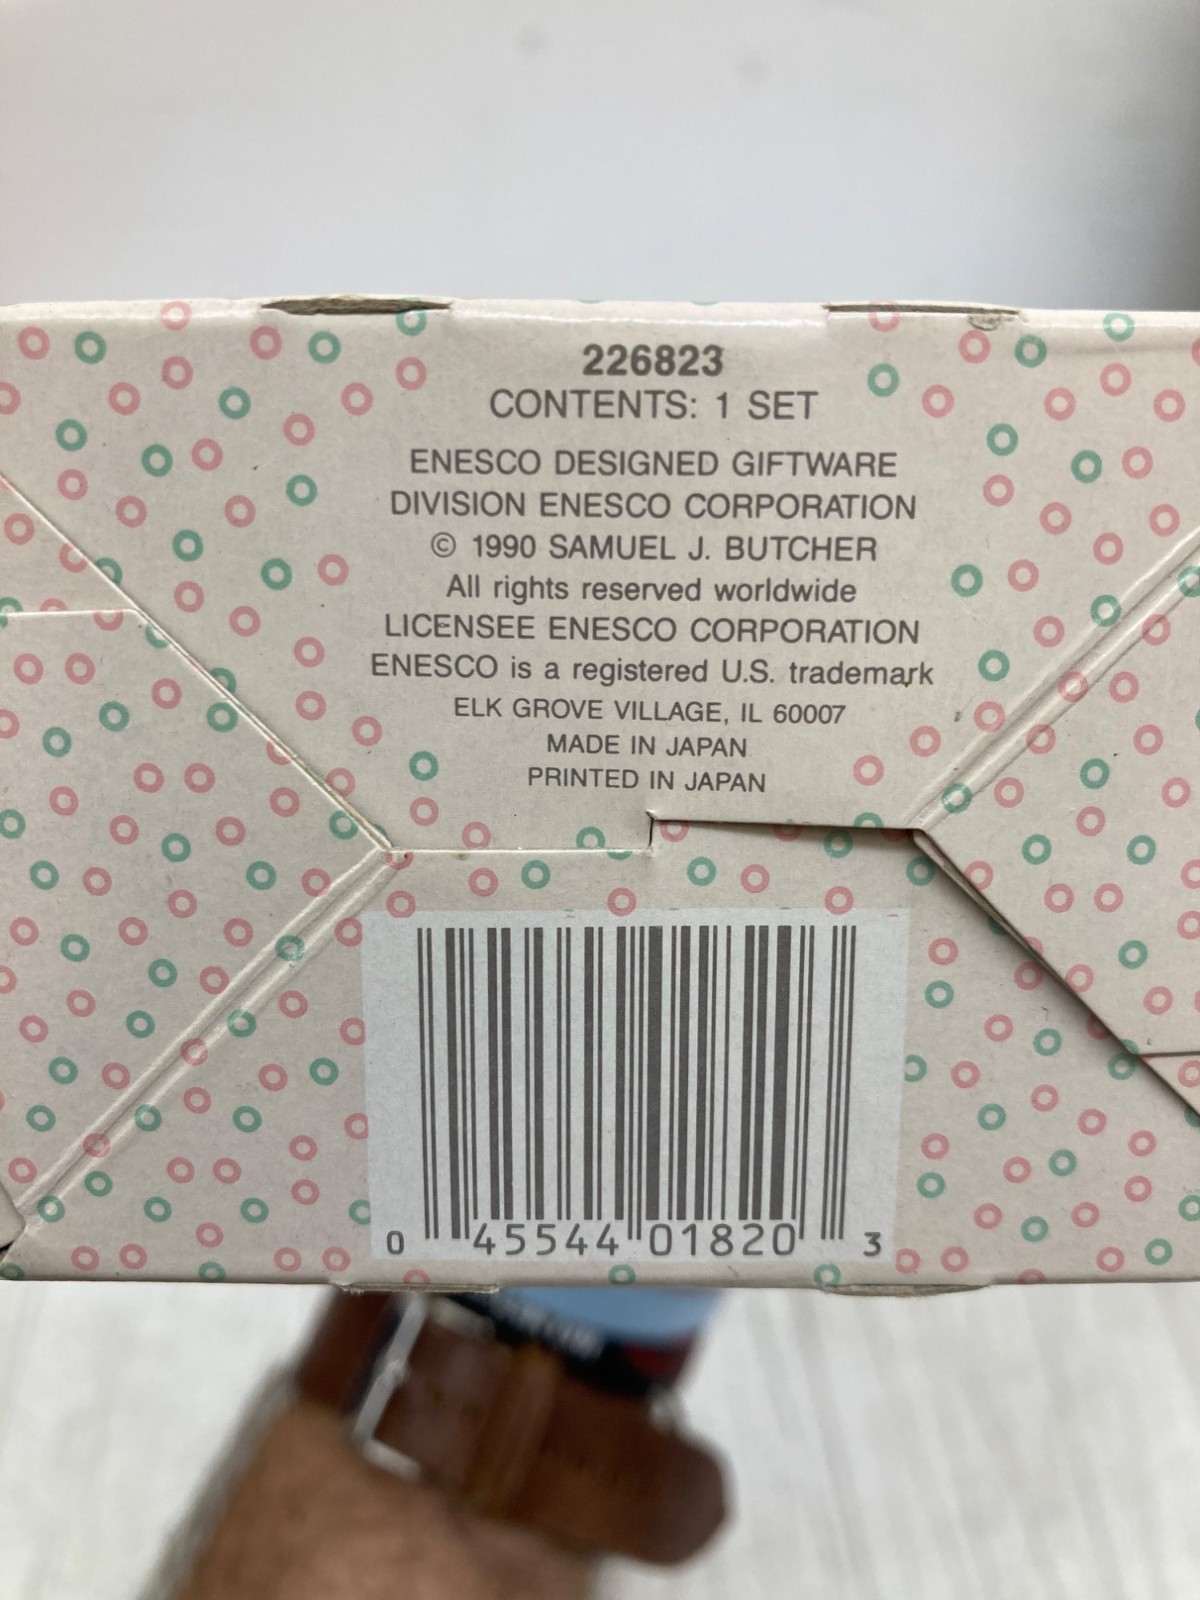 226823
CONTENTS: 1 SET
ENESCO DESIGNED GIFTWARE
DIVISION ENESCO CORPORATION
© 1990 SAMUEL J. BUTCHER
All rights reserved worldwide
LICENSEE ENESCO CORPORATION
ENESCO is a registered U.S. trademark
ELK GROVE VILLAGE, IL 60007
MADE IN JAPAN
PRINTED IN JAPAN
0 45544 01820 3